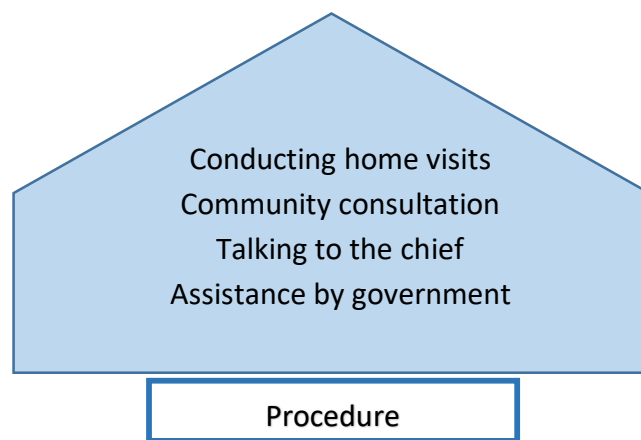 Conducting home visits
Community consultation
Talking to the chief
Assistance by government
Procedure